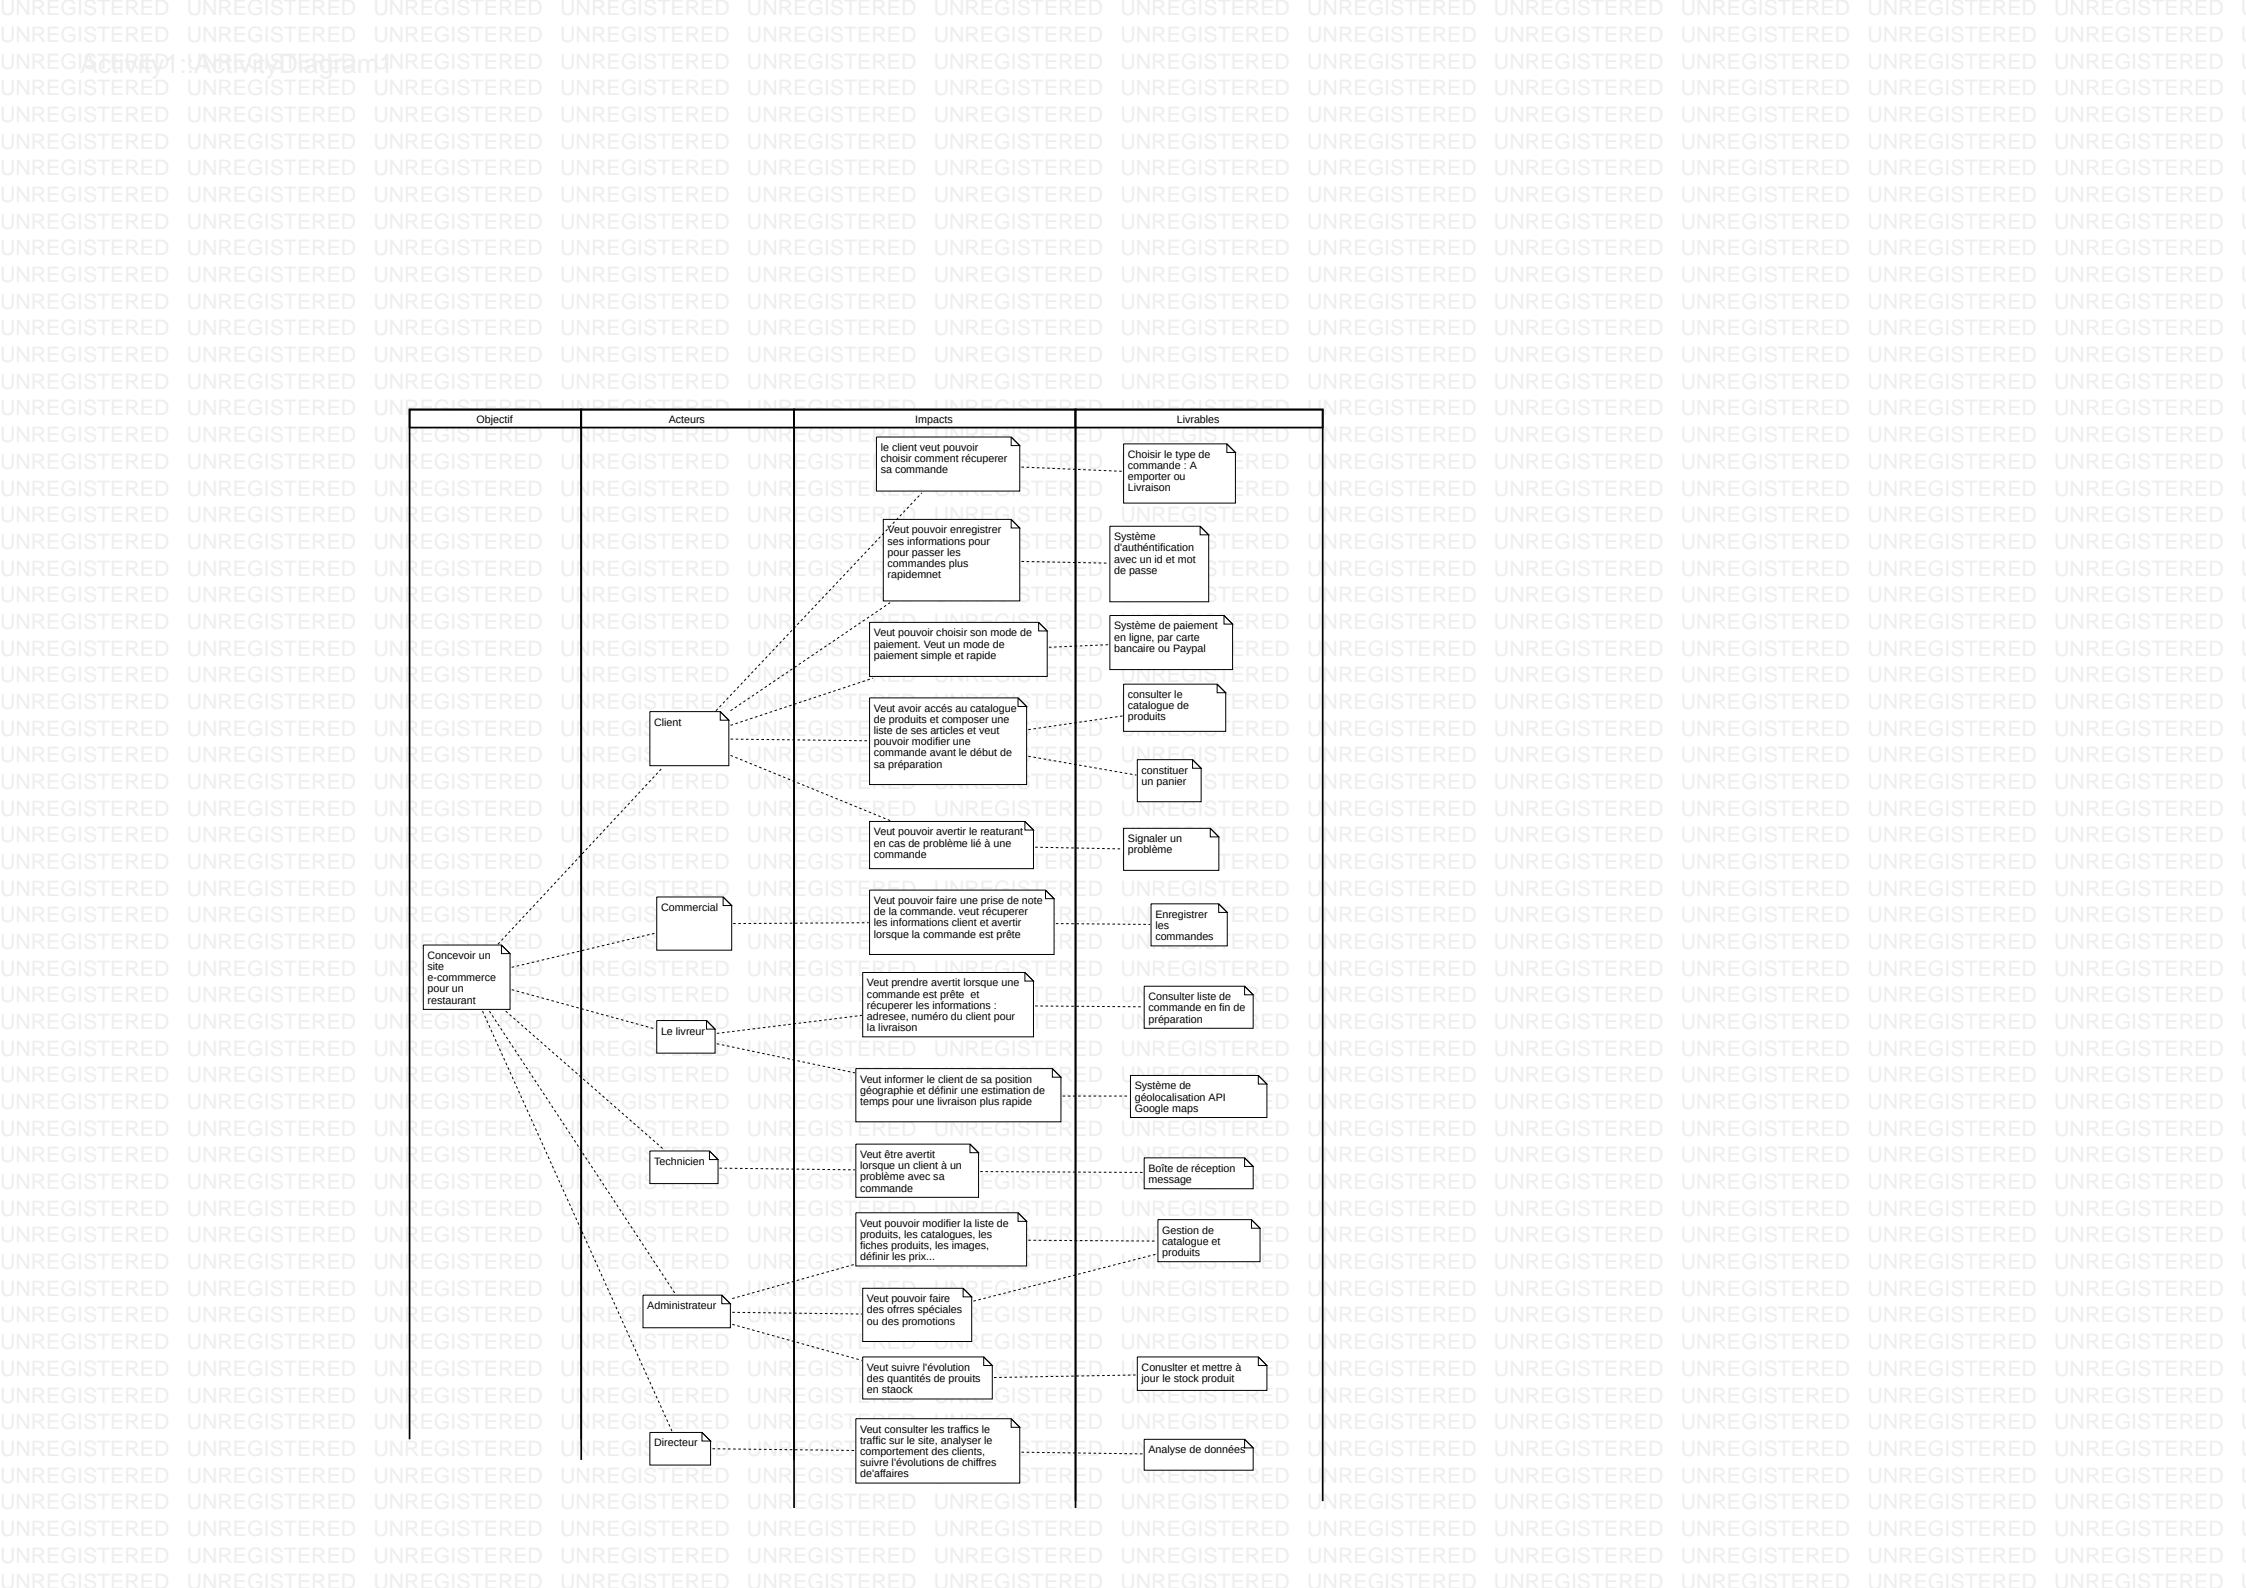 Activity1::ActivityDiagram1
Objectif
Acteurs
Impacts
Livrables
le client veut pouvoir
choisir comment récuperer
sa commande
Choisir le type de
commande : A
emporter ou
Livraison
Veut pouvoir enregistrer
ses informations pour
pour passer les
commandes plus
rapidemnet
Système
d'authéntification
avec un id et mot
de passe
Veut pouvoir choisir son mode de
paiement. Veut un mode de
paiement simple et rapide
Système de paiement
en ligne, par carte
bancaire ou Paypal
Client
Veut avoir accés au catalogue
de produits et composer une
liste de ses articles et veut
pouvoir modifier une
commande avant le début de
sa préparation
consulter le
catalogue de
produits
constituer
un panier
Veut pouvoir avertir le reaturant
en cas de problème lié à une
commande
Signaler un
problème
Commercial
Veut pouvoir faire une prise de note
de la commande. veut récuperer
les informations client et avertir
lorsque la commande est prête
Enregistrer
les
commandes
Concevoir un
site
e-commmerce
pour un
restaurant
Le livreur
Veut prendre avertit lorsque une
commande est prête  et
récuperer les informations :
adresee, numéro du client pour
la livraison
Consulter liste de
commande en fin de
préparation
Veut informer le client de sa position
géographie et définir une estimation de
temps pour une livraison plus rapide
Système de
géolocalisation API
Google maps
Technicien
Veut être avertit
lorsque un client à un
problème avec sa
commande
Boîte de réception
message
Veut pouvoir modifier la liste de
produits, les catalogues, les
fiches produits, les images,
définir les prix...
Gestion de
catalogue et
produits
Administrateur
Veut pouvoir faire
des ofrres spéciales
ou des promotions
Veut suivre l'évolution
des quantités de prouits
en staock
Conuslter et mettre à
jour le stock produit
Directeur
Veut consulter les traffics le
traffic sur le site, analyser le
comportement des clients,
suivre l'évolutions de chiffres
de'affaires
Analyse de données
UNREGISTERED